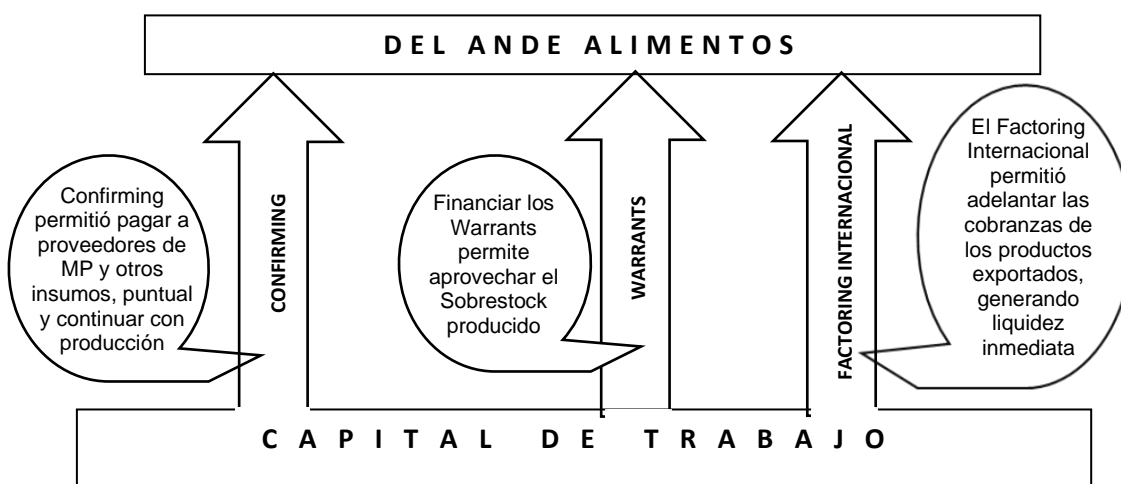 DEL ANDE ALIMENTOS
Confirming
permitió pagar a
proveedores de
MP y otros
insumos, puntual
y continuar con
producción
CONFIRMING
Financiar los
Warrants
permite
aprovechar el
Sobrestock
producido
WARRANTS
FACTORING INTERNACIONAL
El Factoring
Internacional
permitió
adelantar las
cobranzas de
los productos
exportados,
generando
liquidez
inmediata
CAPITAL DE TRABAJO